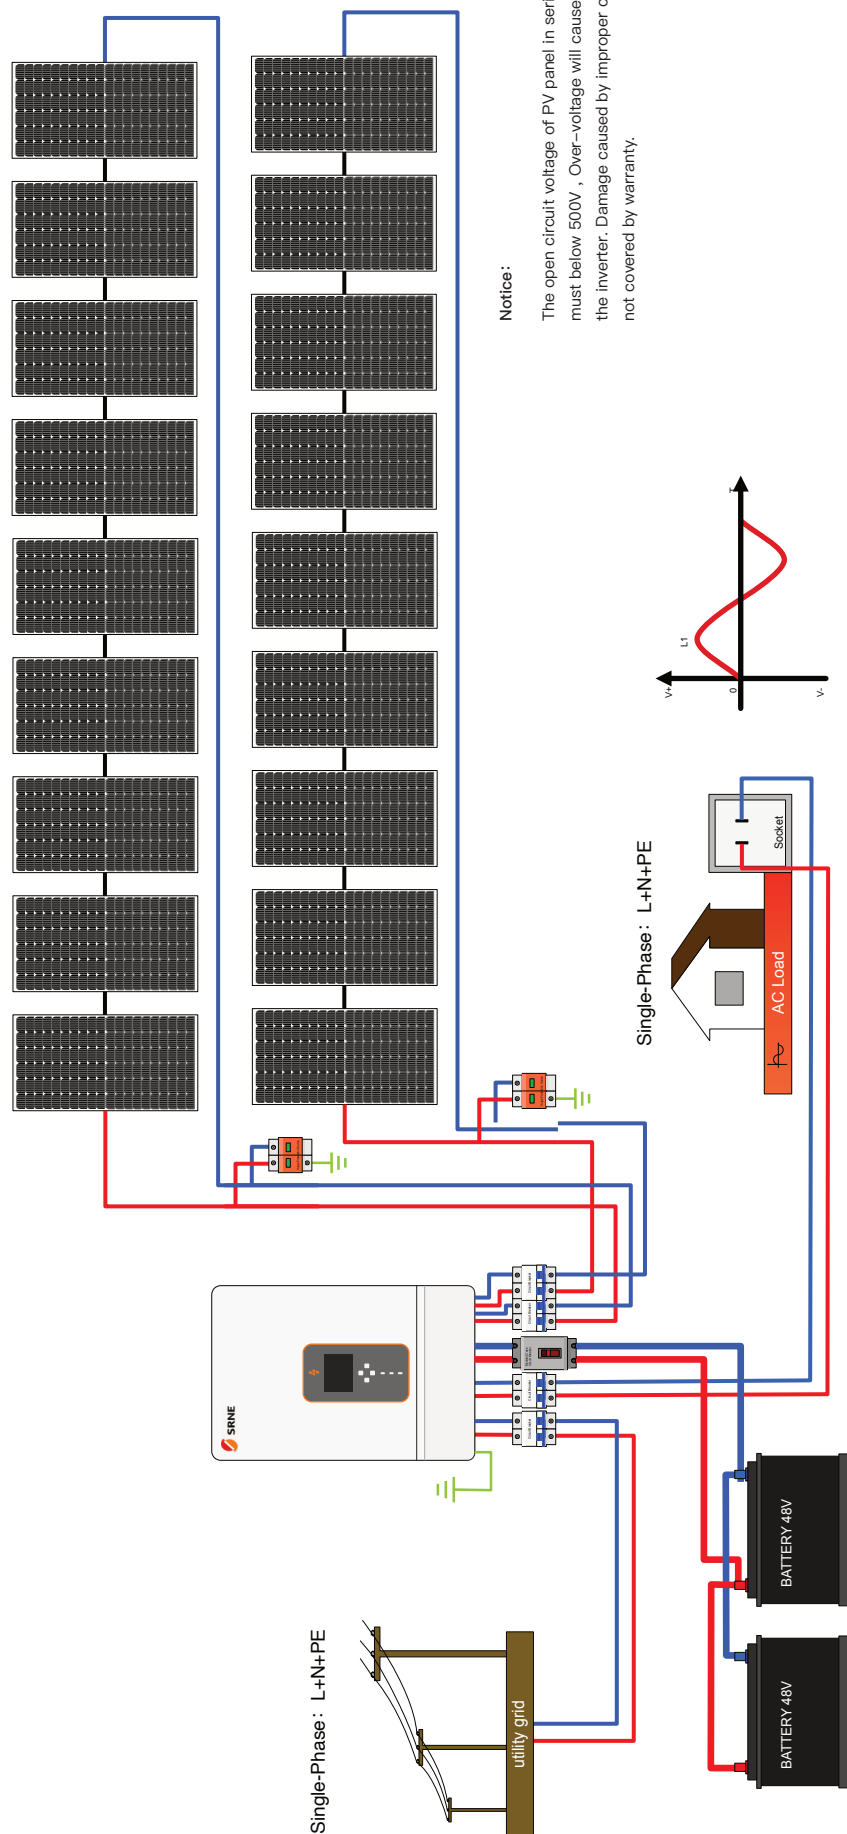 Notice:
The open circuit voltage of PV panel in seri
must below 500V , Over-voltage will cause
the inverter. Damage caused by improper o
not covered by warranty.
SRNE
Single-Phase: L+N+PE
utility grid
Single-Phase: L+N+PE
AC Load
Socket
V+
L1
0
T
V-
BATTERY 48V
BATTERY 48V